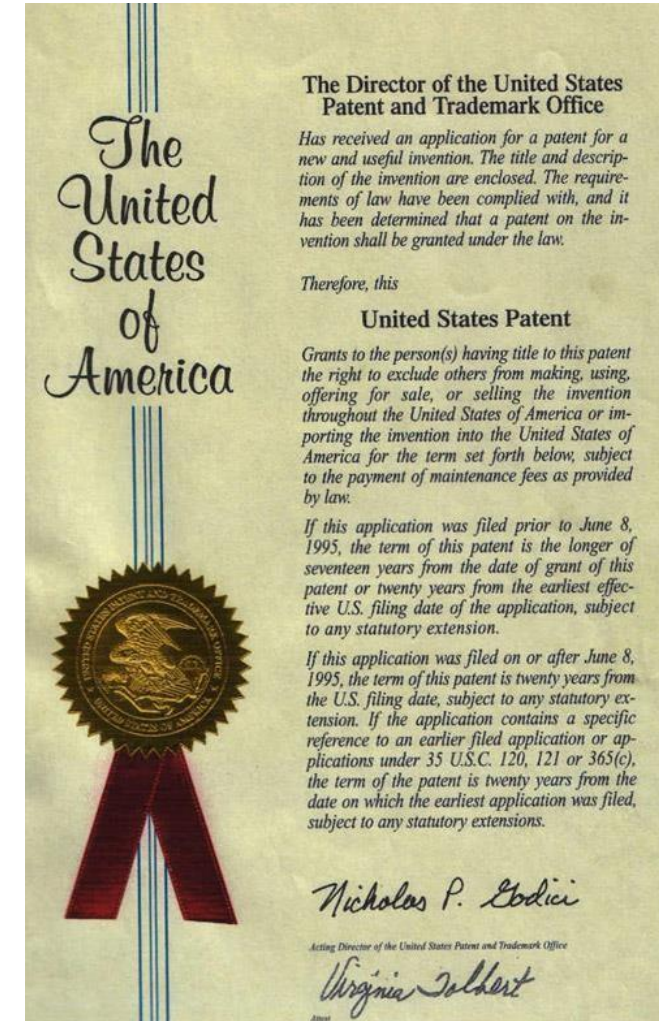 The
United
States
of
America
The Director of the United States
Patent and Trademark Office
Has received an application for a patent for a
new and useful invention. The title and descrip-
tion of the invention are enclosed. The require-
ments of law have been complied with, and it
has been determined that a patent on the in-
vention shall be granted under the law.
Therefore, this
United States Patent
Grants to the person(s) having title to this patent
the right to exclude others from making, using,
offering for sale, or selling the invention
throughout the United States of America or im-
porting the invention into the United States of
America for the term set forth below, subject
to the payment of maintenance fees as provided
by law.
If this application was filed prior to June 8,
1995, the term of this patent is the longer of
seventeen years from the date of grant of this
patent or twenty years from the earliest effec-
tive U.S. filing date of the application, subject
to any statutory extension.
If this application was filed on or after June 8,
1995, the term of this patent is twenty years from
the U.S. filing date, subject to any statutory ex-
tension. If the application contains a specific
reference to an earlier filed application or ap-
plications under 35 U.S.C. 120, 121 or 365(c),
the term of the patent is twenty years from the
date on which the earliest application was filed,
subject to any statutory extensions.
UNITED STATES PATENT AND TRADEMARK OFFICE
UNITED STATES OF AMERICA
Nicholas P. Godici
Acting Director of the United States Patent and Trademark Office
Virginia Tolbert
Attest